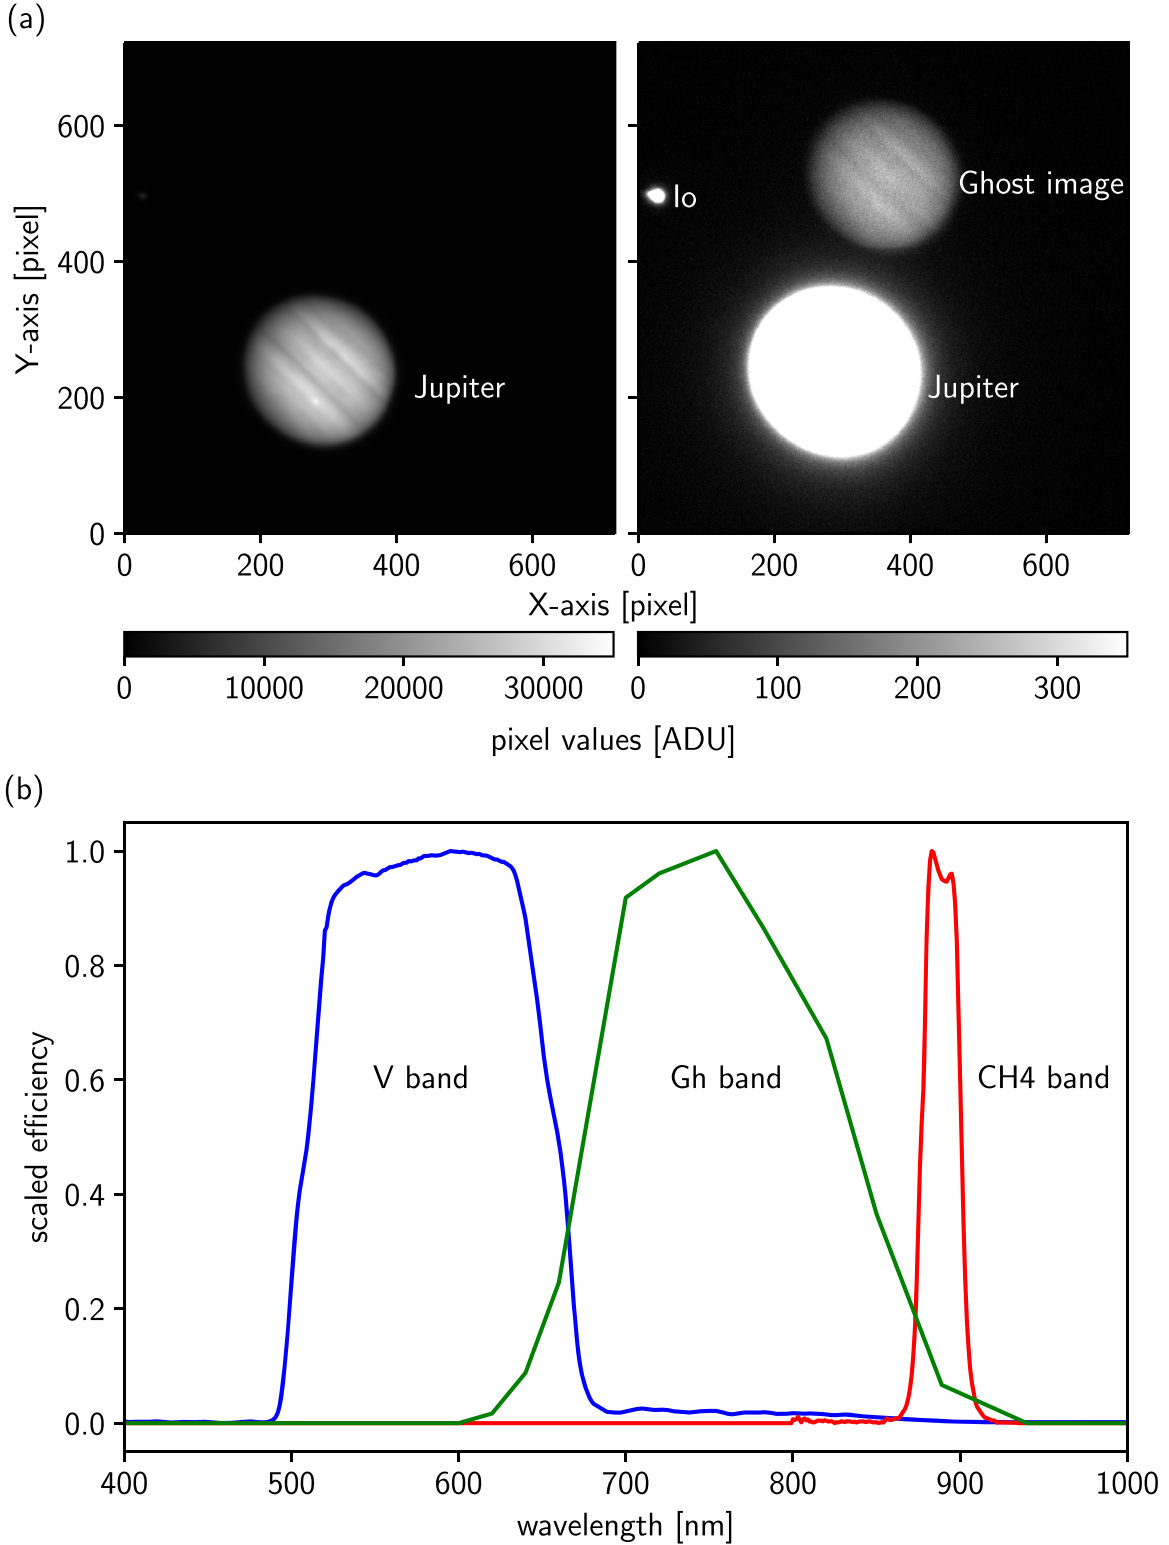 (a)
Y-axis [pixel]
600
400
200
0
Jupiter
Io
Ghost image
Jupiter
0 200 400 600
0 200 400 600
X-axis [pixel]
0 10000 20000 30000
0 100 200 300
pixel values [ADU]
(b)
scaled efficiency
1.0
0.8
0.6
0.4
0.2
0.0
V band
Gh band
CH4 band
400 500 600 700 800 900 1000
wavelength [nm]